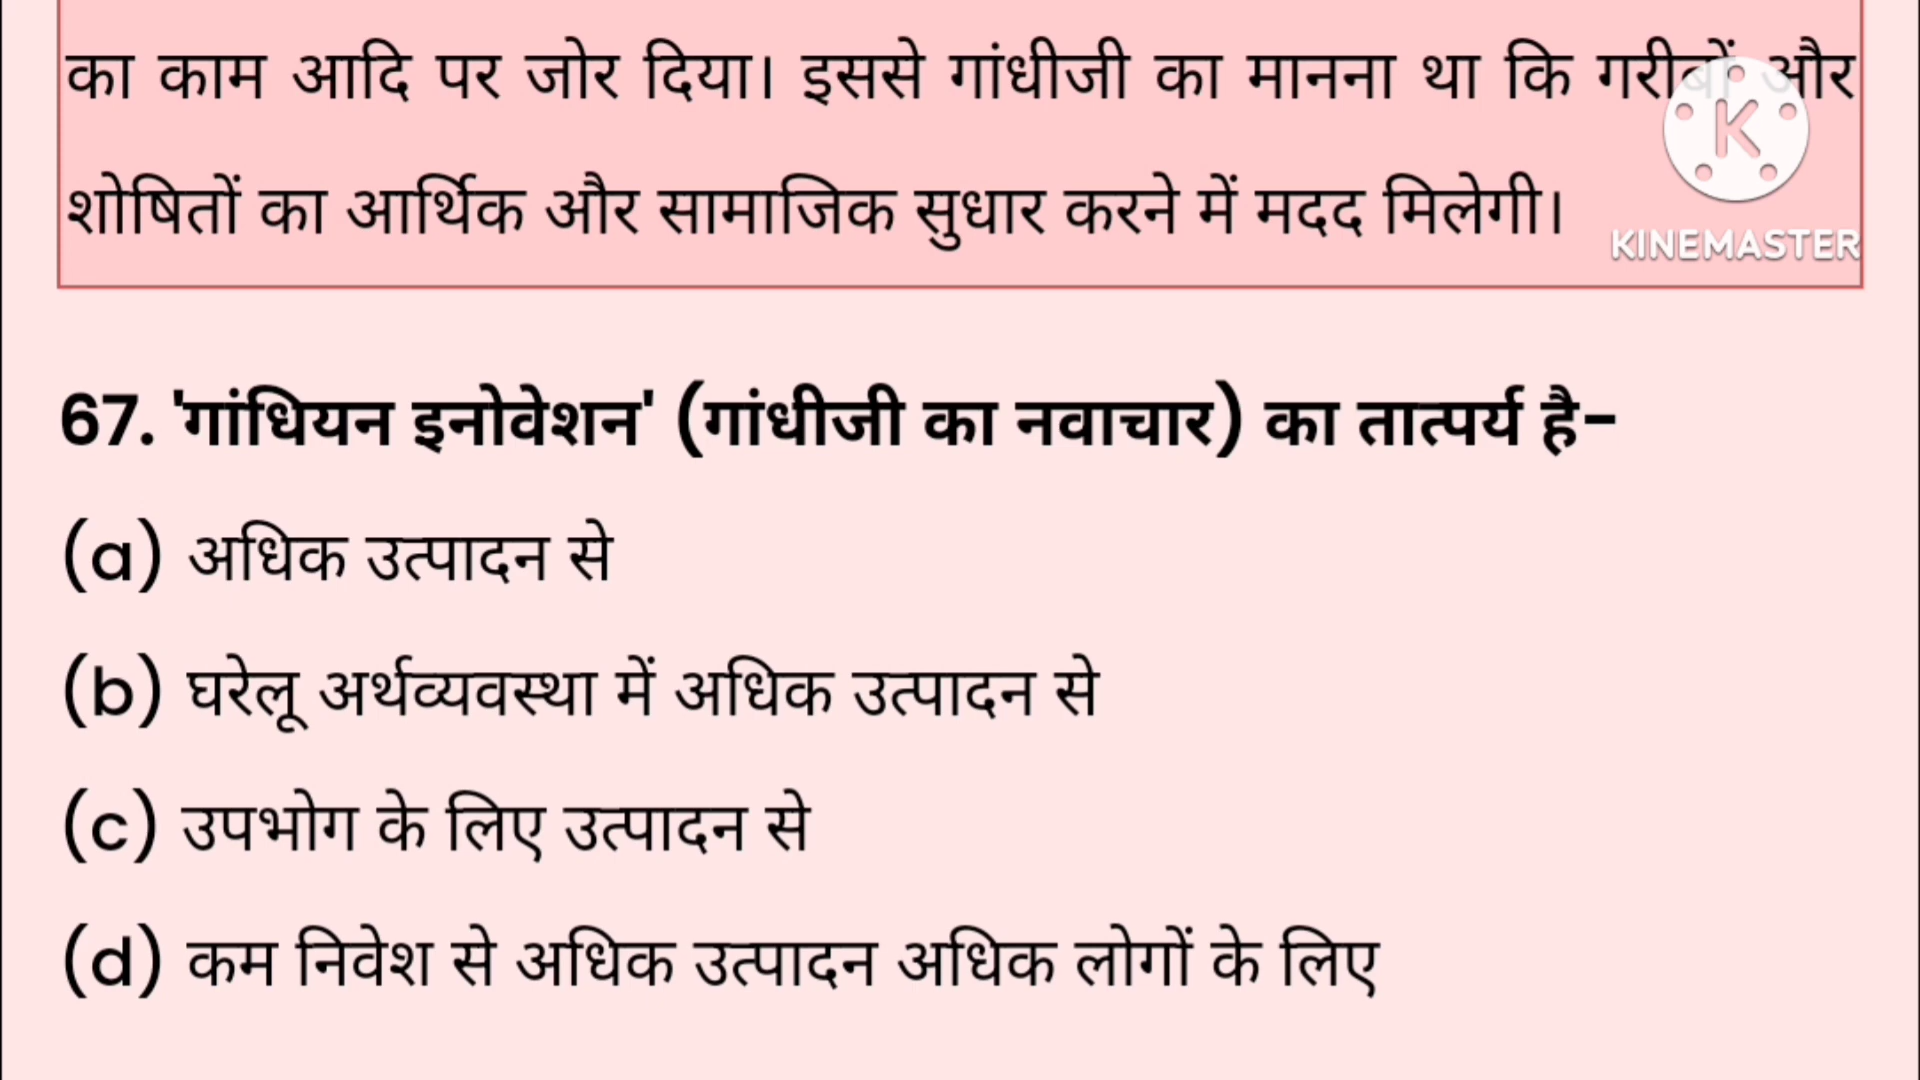 का काम आदि पर जोर दिया। इससे गांधीजी का मानना था कि गरीबों और
शोषितों का आर्थिक और सामाजिक सुधार करने में मदद मिलेगी।
KINEMASTER
67. 'गांधियन इनोवेशन' (गांधीजी का नवाचार) का तात्पर्य है-
(a) अधिक उत्पादन से
(b) घरेलू अर्थव्यवस्था में अधिक उत्पादन से
(c) उपभोग के लिए उत्पादन से
(d) कम निवेश से अधिक उत्पादन अधिक लोगों के लिए